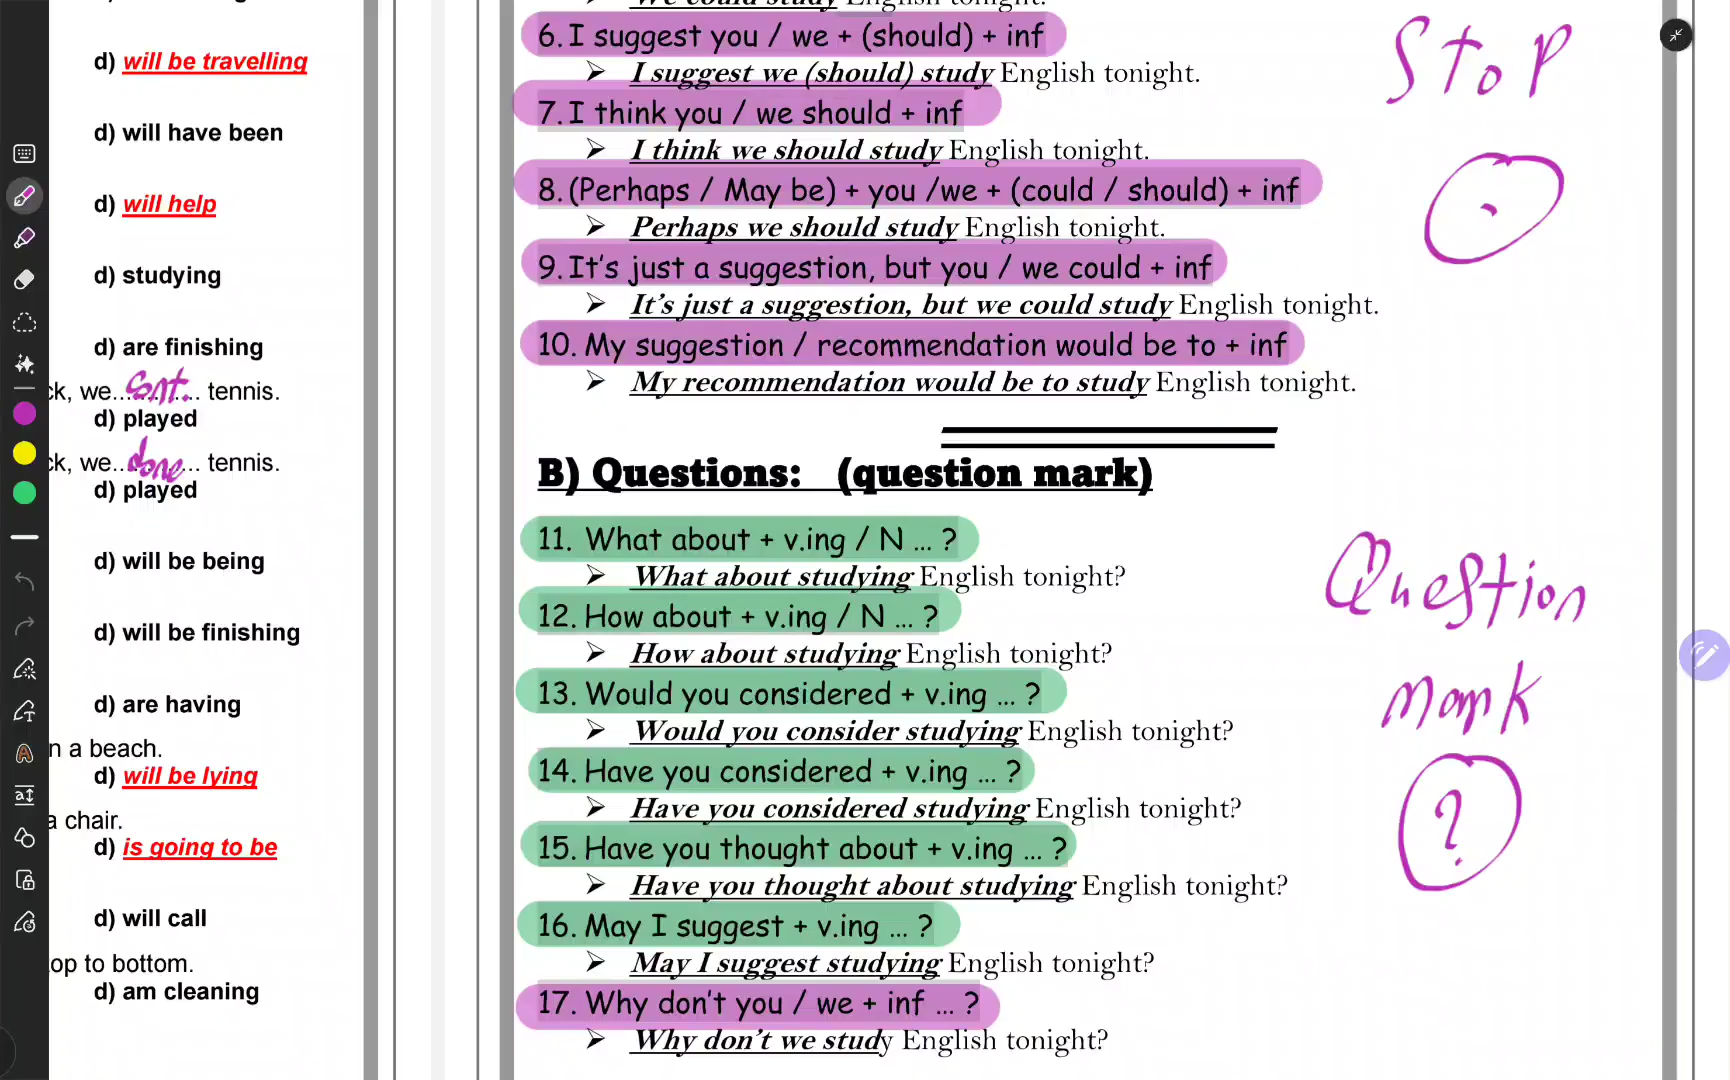 We could study English tonight.
d) will be travelling
d) will have been
d) will help
d) studying
d) are finishing
ck, we............ tennis.
d) played
ck, we..done... tennis.
d) played
d) will be being
d) will be finishing
d) are having
n a beach.
d) will be lying
a chair.
d) is going to be
d) will call
op to bottom.
d) am cleaning
6. I suggest you / we + (should) + inf
➢ I suggest we (should) study English tonight.
7. I think you / we should + inf
➢ I think we should study English tonight.
8. (Perhaps / May be) + you /we + (could / should) + inf
➢ Perhaps we should study English tonight.
9. It's just a suggestion, but you / we could + inf
➢ It's just a suggestion, but we could study English tonight.
10. My suggestion / recommendation would be to + inf
➢ My recommendation would be to study English tonight.
B) Questions: (question mark)
11. What about + v.ing / N ... ?
➢ What about studying English tonight?
12. How about + v.ing / N ... ?
➢ How about studying English tonight?
13. Would you considered + v.ing ... ?
➢ Would you consider studying English tonight?
14. Have you considered + v.ing ... ?
➢ Have you considered studying English tonight?
15. Have you thought about + v.ing ... ?
➢ Have you thought about studying English tonight?
16. May I suggest + v.ing ... ?
➢ May I suggest studying English tonight?
17. Why don't you / we + inf ... ?
➢ Why don't we study English tonight?
Stop
.
Question
mark
?